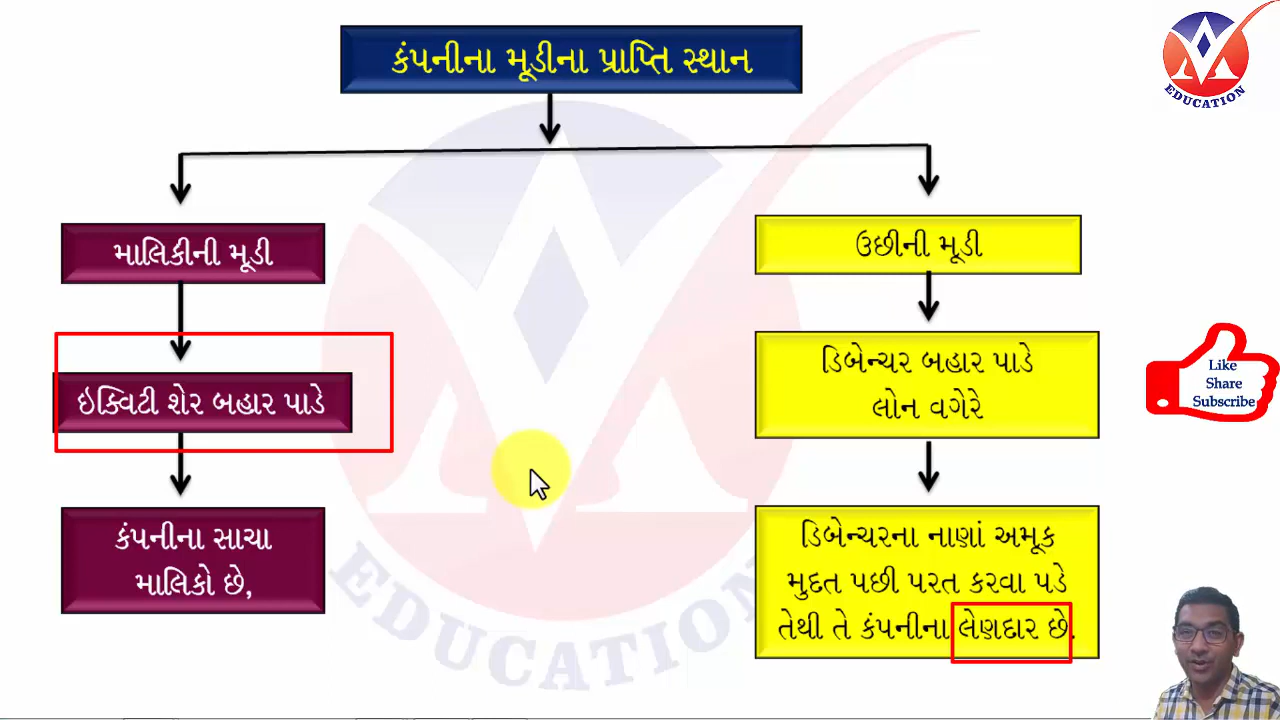 કંપનીના મૂડીના પ્રાપ્તિ સ્થાન
EDUCATION
માલિકીની મૂડી
ઉછીની મૂડી
ઇક્વિટી શેર બહાર પાડે
ડિબેન્ચર બહાર પાડે
લોન વગેરે
Like
Share
Subscribe
કંપનીના સાચા
માલિકો છે,
ડિબેન્ચરના નાણાં અમૂક
મુદત પછી પરત કરવા પડે
તેથી તે કંપનીના લેણદાર છે.
EDUCATION